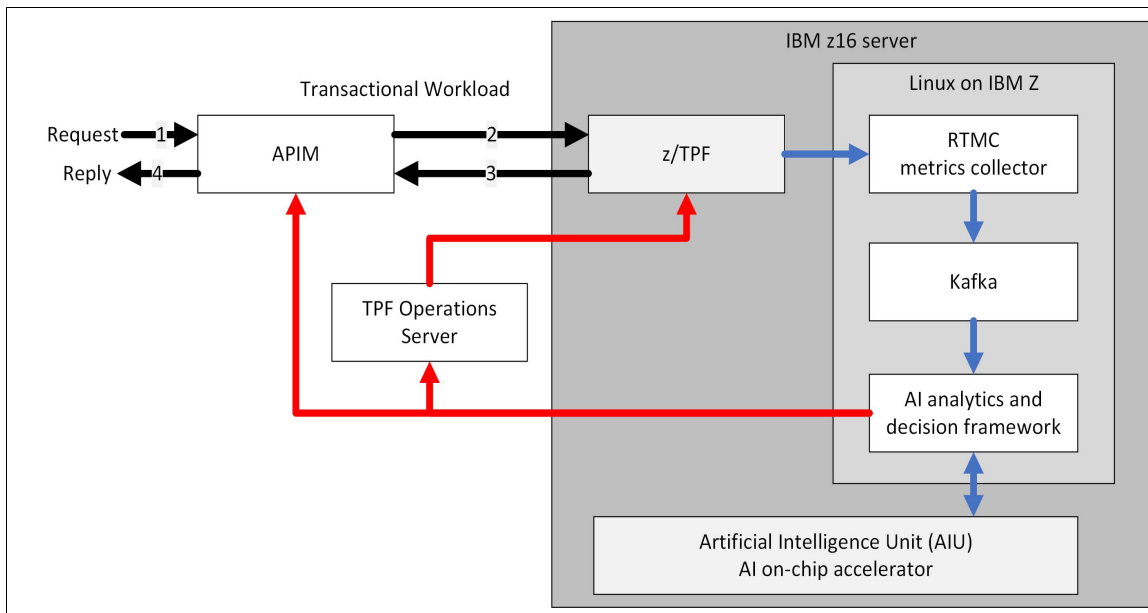 IBM z16 server
Linux on IBM Z
Transactional Workload
Request
1
APIM
2
z/TPF
RTMC
metrics collector
Reply
4
3
Kafka
TPF Operations
Server
AI analytics and
decision framework
Artificial Intelligence Unit (AIU)
AI on-chip accelerator